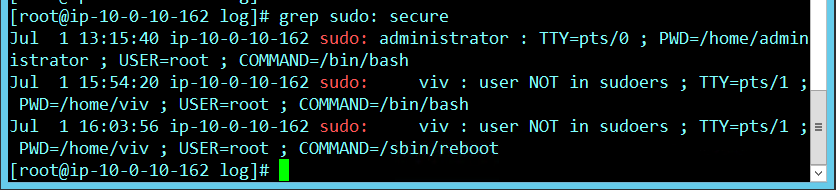 [root@ip-10-0-10-162 log]# grep sudo: secure
Jul  1 13:15:40 ip-10-0-10-162 sudo: administrator : TTY=pts/0 ; PWD=/home/admin
istrator ; USER=root ; COMMAND=/bin/bash
Jul  1 15:54:20 ip-10-0-10-162 sudo:      viv : user NOT in sudoers ; TTY=pts/1 ;
 PWD=/home/viv ; USER=root ; COMMAND=/bin/bash
Jul  1 16:03:56 ip-10-0-10-162 sudo:      viv : user NOT in sudoers ; TTY=pts/1 ;
 PWD=/home/viv ; USER=root ; COMMAND=/sbin/reboot
[root@ip-10-0-10-162 log]#